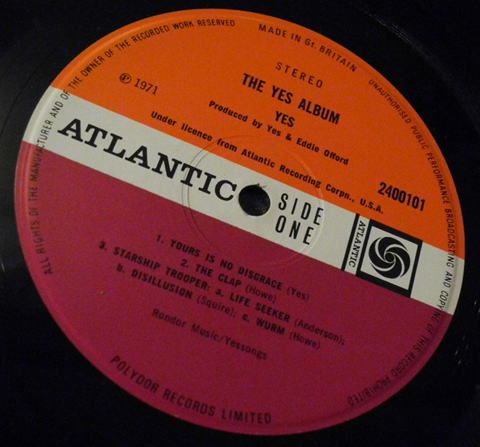 ALL RIGHTS OF THE MANUFACTURER AND OF THE OWNER OF THE RECORDED WORK RESERVED
MADE IN Gt. BRITAIN
UNAUTHORISED PUBLIC PERFORMANCE BROADCASTING AND COPYING OF THIS RECORD PROHIBITED
STEREO
℗ 1971
THE YES ALBUM
YES
Produced by Yes & Eddie Offord
Under licence from Atlantic Recording Corpn., U.S.A.
2400101
ATLANTIC
SIDE
ONE
ATLANTIC
1. YOURS IS NO DISGRACE (Yes)
2. THE CLAP (Howe)
3. STARSHIP TROOPER: a. LIFE SEEKER (Anderson);
b. DISILLUSION (Squire); c. WURM (Howe)
Rondor Music/Yessongs
POLYDOR RECORDS LIMITED